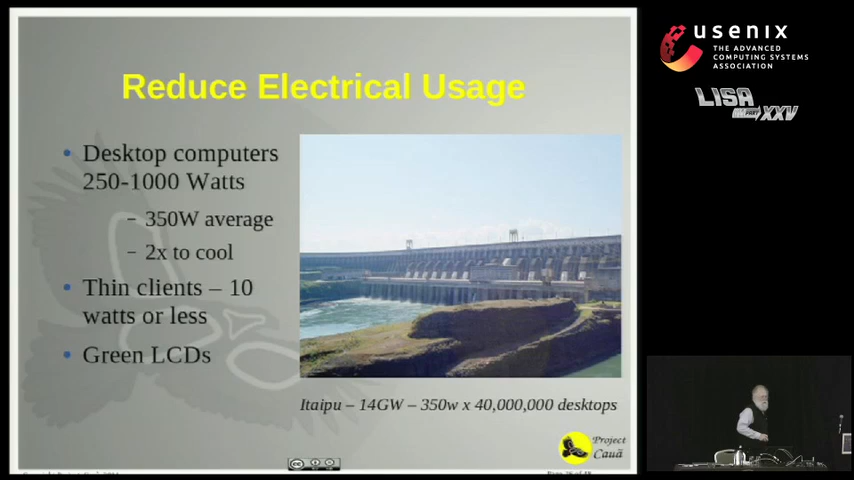 Reduce Electrical Usage
• Desktop computers
250-1000 Watts
– 350W average
– 2x to cool
• Thin clients – 10
watts or less
• Green LCDs
Itaipu – 14GW – 350w x 40,000,000 desktops
Project
Cauã
usenix
THE ADVANCED
COMPUTING SYSTEMS
ASSOCIATION
LISA
PART XXV